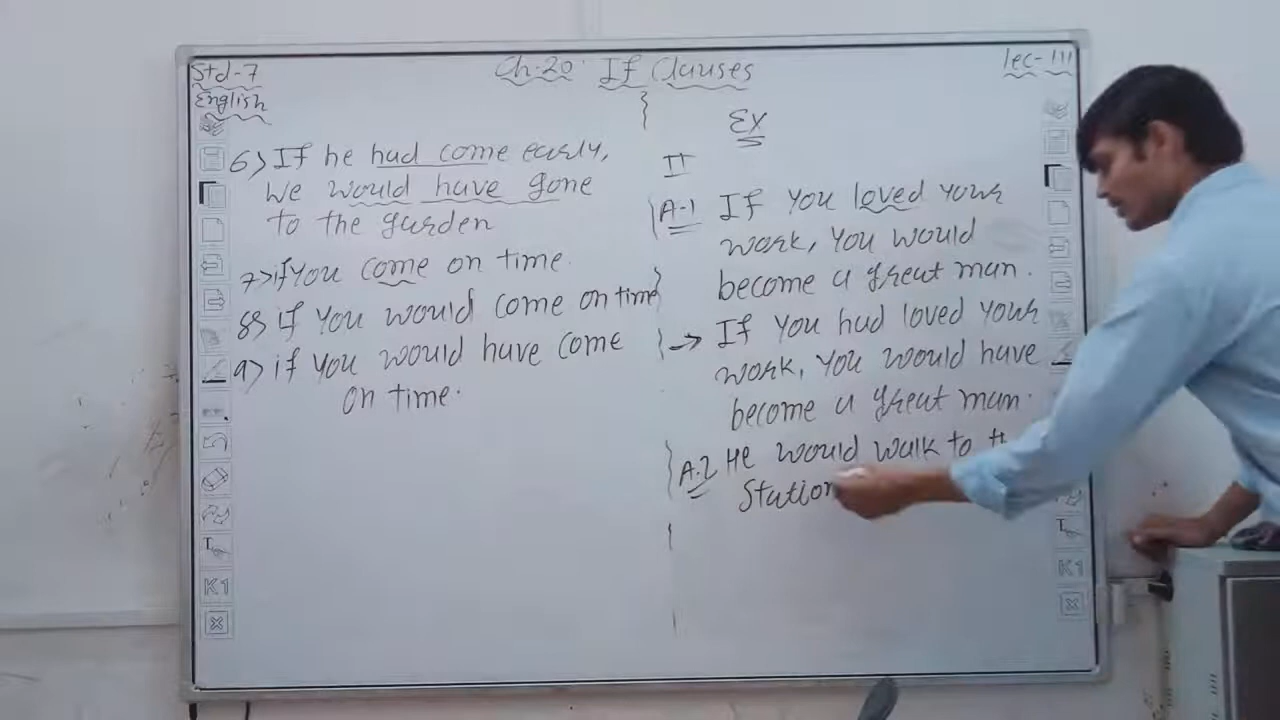 Std-7
English
Ch-20 If Clauses
lec-111
6) If he had come early,
We would have gone
to the garden
7) if you come on time.
8) if you would come on time
9) if you would have come
on time.
Ex
II
A-1 If you loved your
work, you would
become a great man.
→ If you had loved your
work, you would have
become a great man.
A.2 He would walk to
Station
T
K1
T
K1